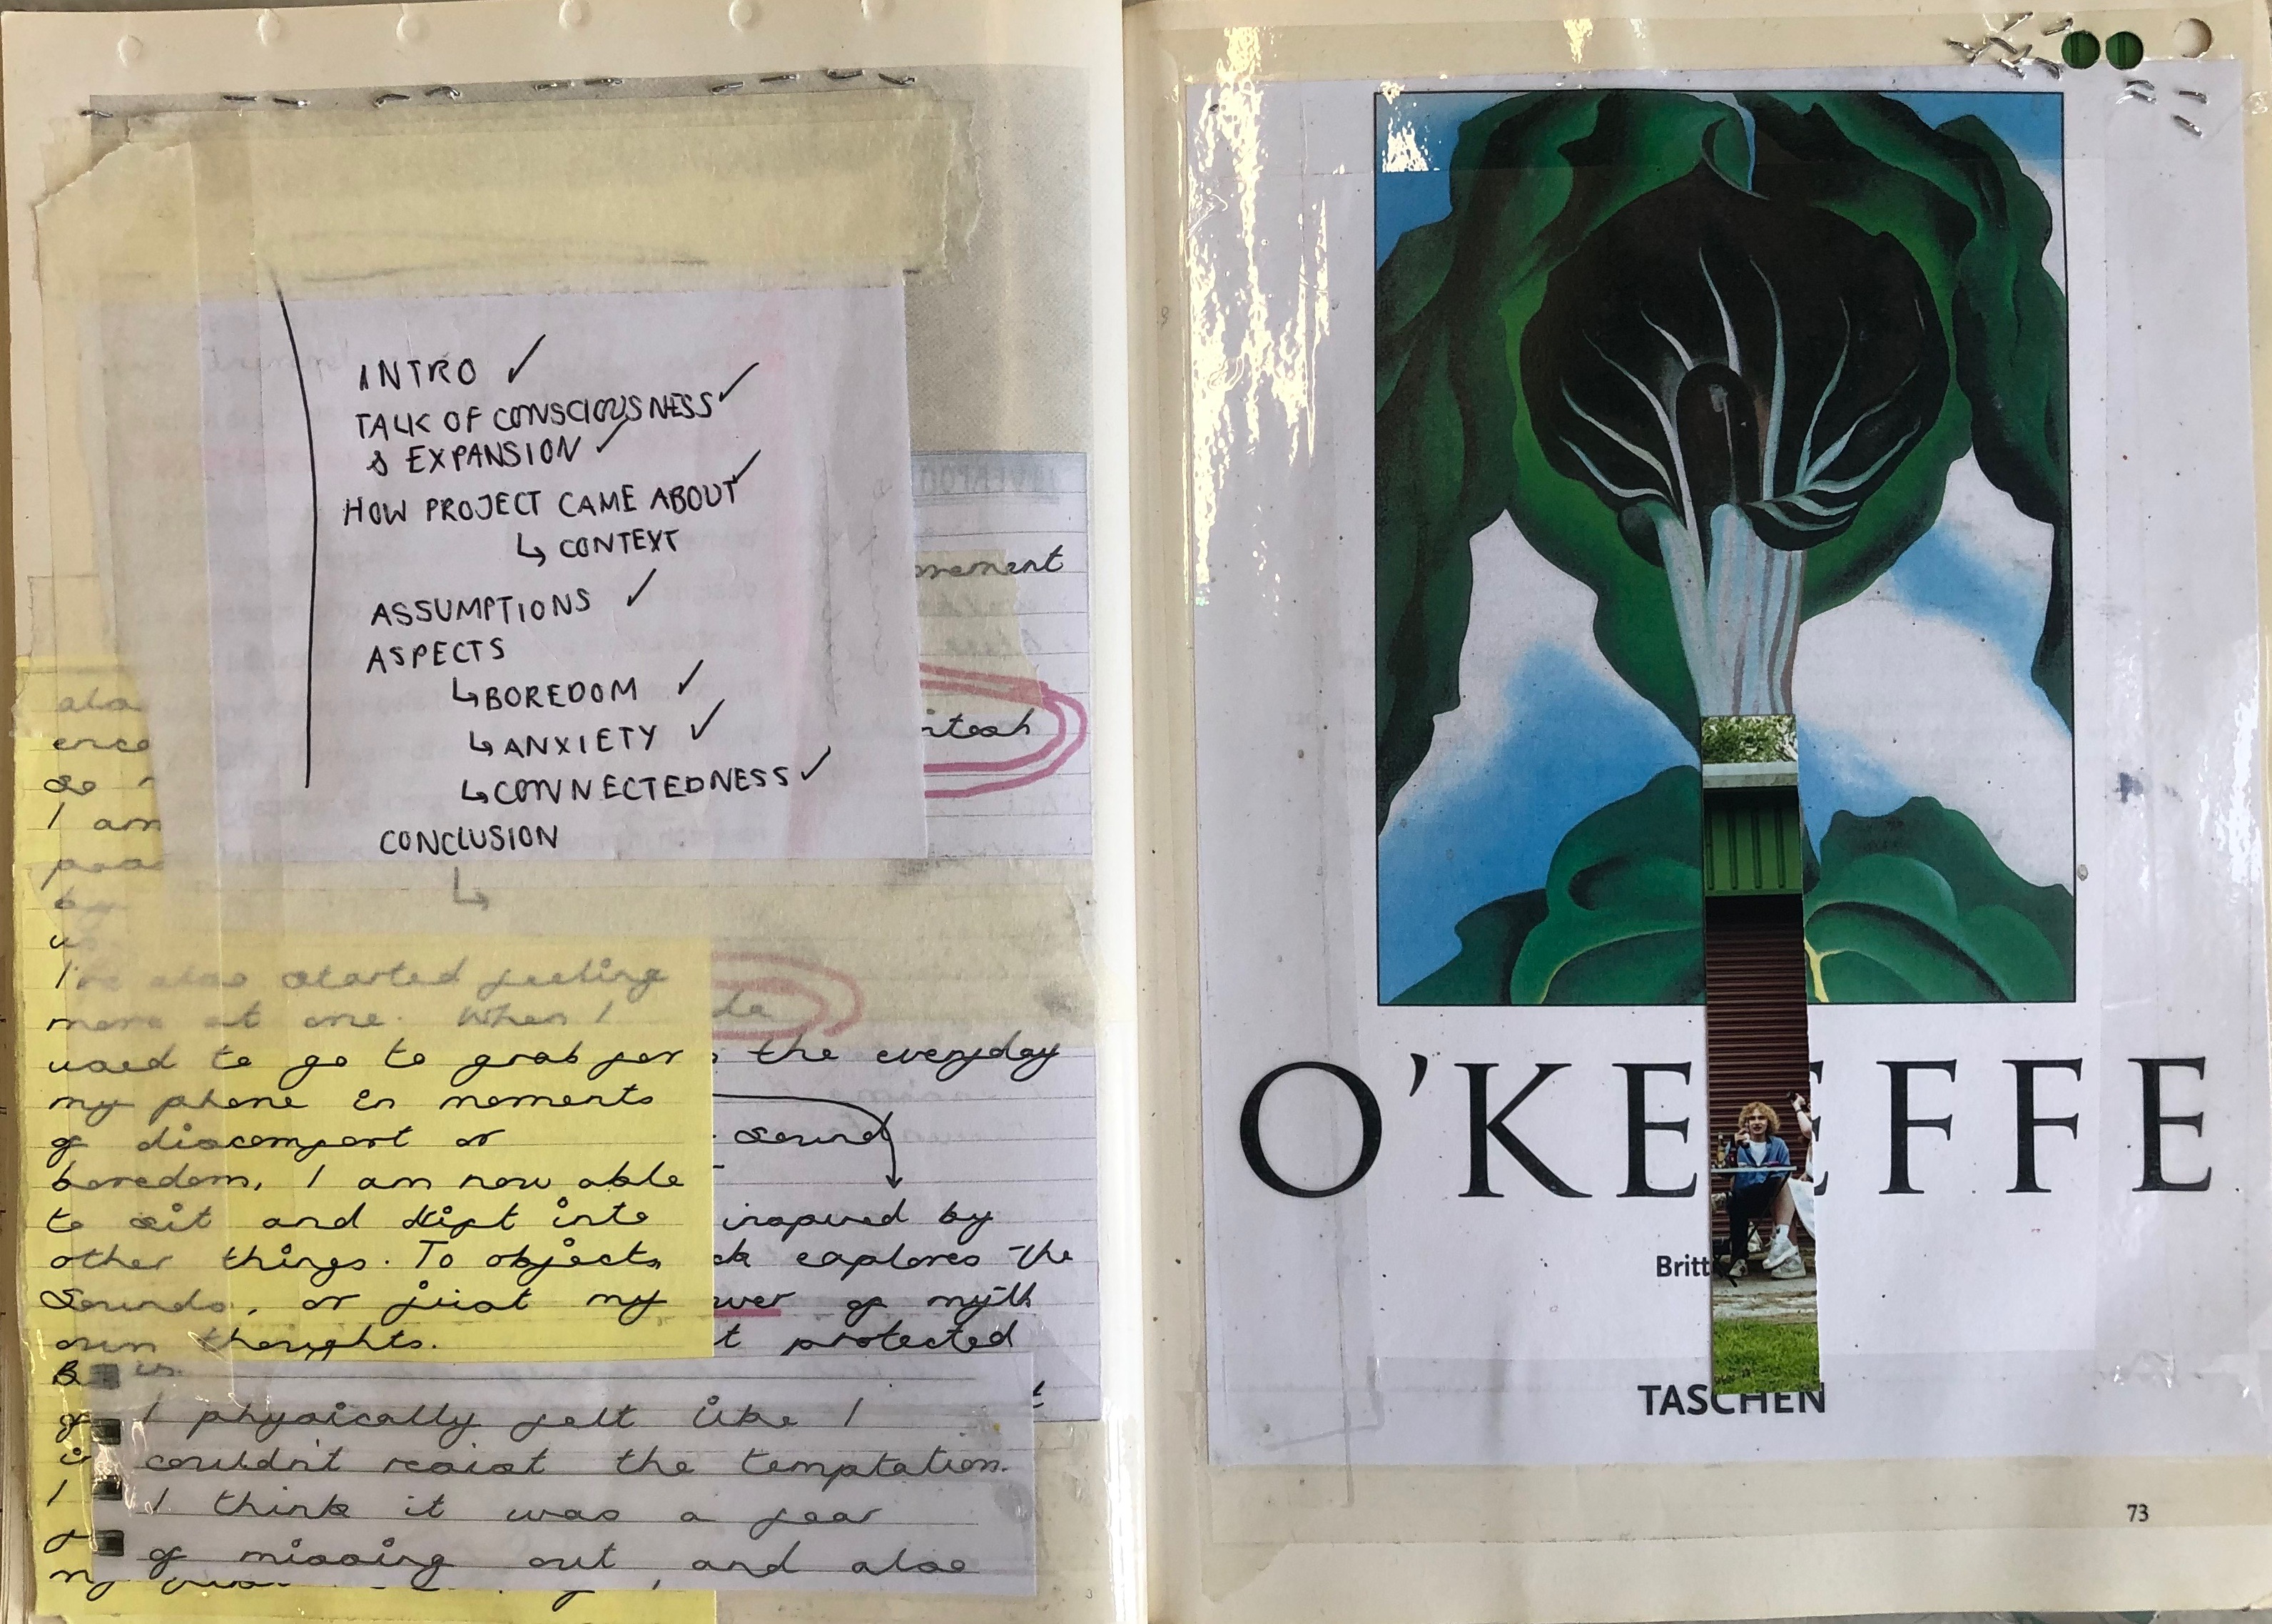 INTRO ✓
TALK OF CONSCIOUSNESS ✓
& EXPANSION ✓
HOW PROJECT CAME ABOUT ✓
↳ CONTEXT
ASSUMPTIONS ✓
ASPECTS
↳ BOREDOM ✓
↳ ANXIETY ✓
↳ CONNECTEDNESS ✓
CONCLUSION
↳
I am
I've also started feeling
more at one. When I
used to go to grab for
my phone in moments
of discomfort or
boredom, I am now able
to sit and drift into
other things. To objects,
sounds, or just my
own thoughts.
the everyday
sound
inspired by
explores the
of myth
protected
I physically felt like I
couldn't resist the temptation.
I think it was a fear
of missing out, and also
O'KEEFFE
Britt
TASCHEN
73